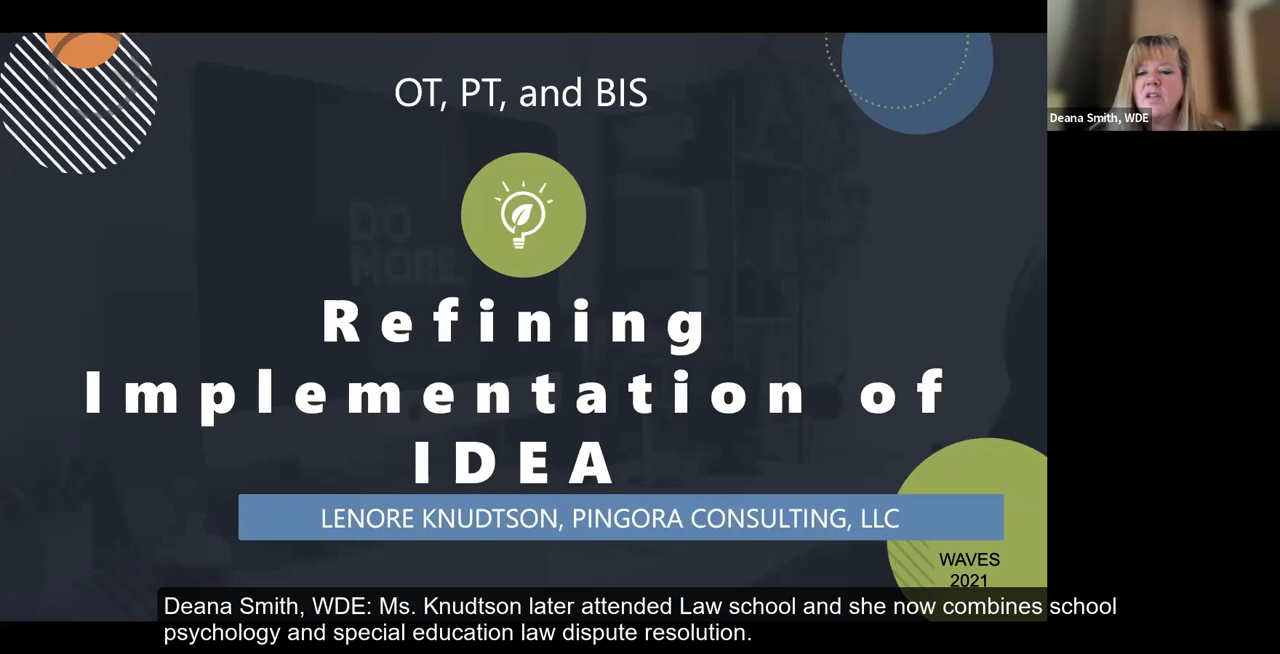 OT, PT, and BIS
DO
MORE.
Refining
Implementation of
IDEA
LENORE KNUDTSON, PINGORA CONSULTING, LLC
WAVES
2021
Deana Smith, WDE
Deana Smith, WDE: Ms. Knudtson later attended Law school and she now combines school
psychology and special education law dispute resolution.